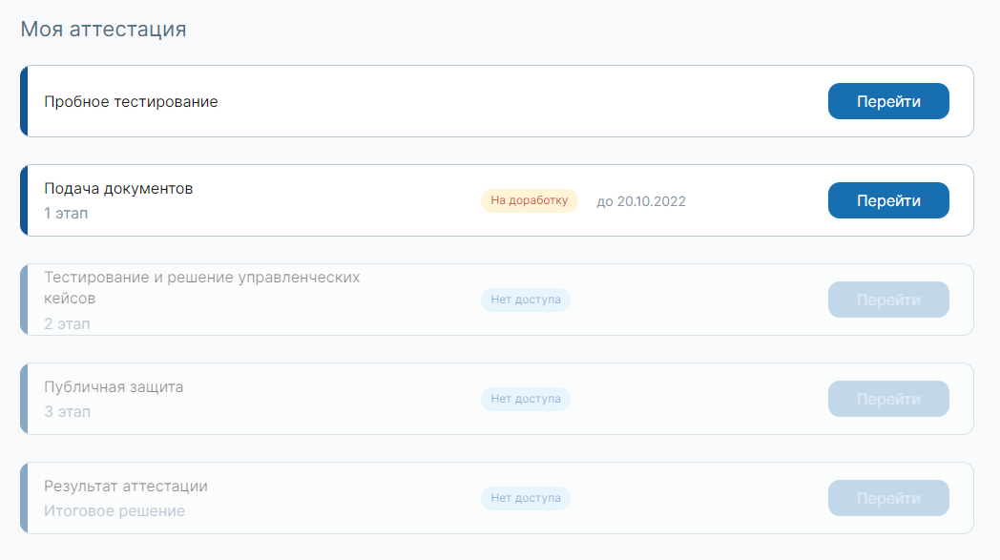 Моя аттестация
Пробное тестирование
Перейти
Подача документов
1 этап
На доработку
до 20.10.2022
Перейти
Тестирование и решение управленческих
кейсов
2 этап
Нет доступа
Перейти
Публичная защита
3 этап
Нет доступа
Перейти
Результат аттестации
Итоговое решение
Нет доступа
Перейти